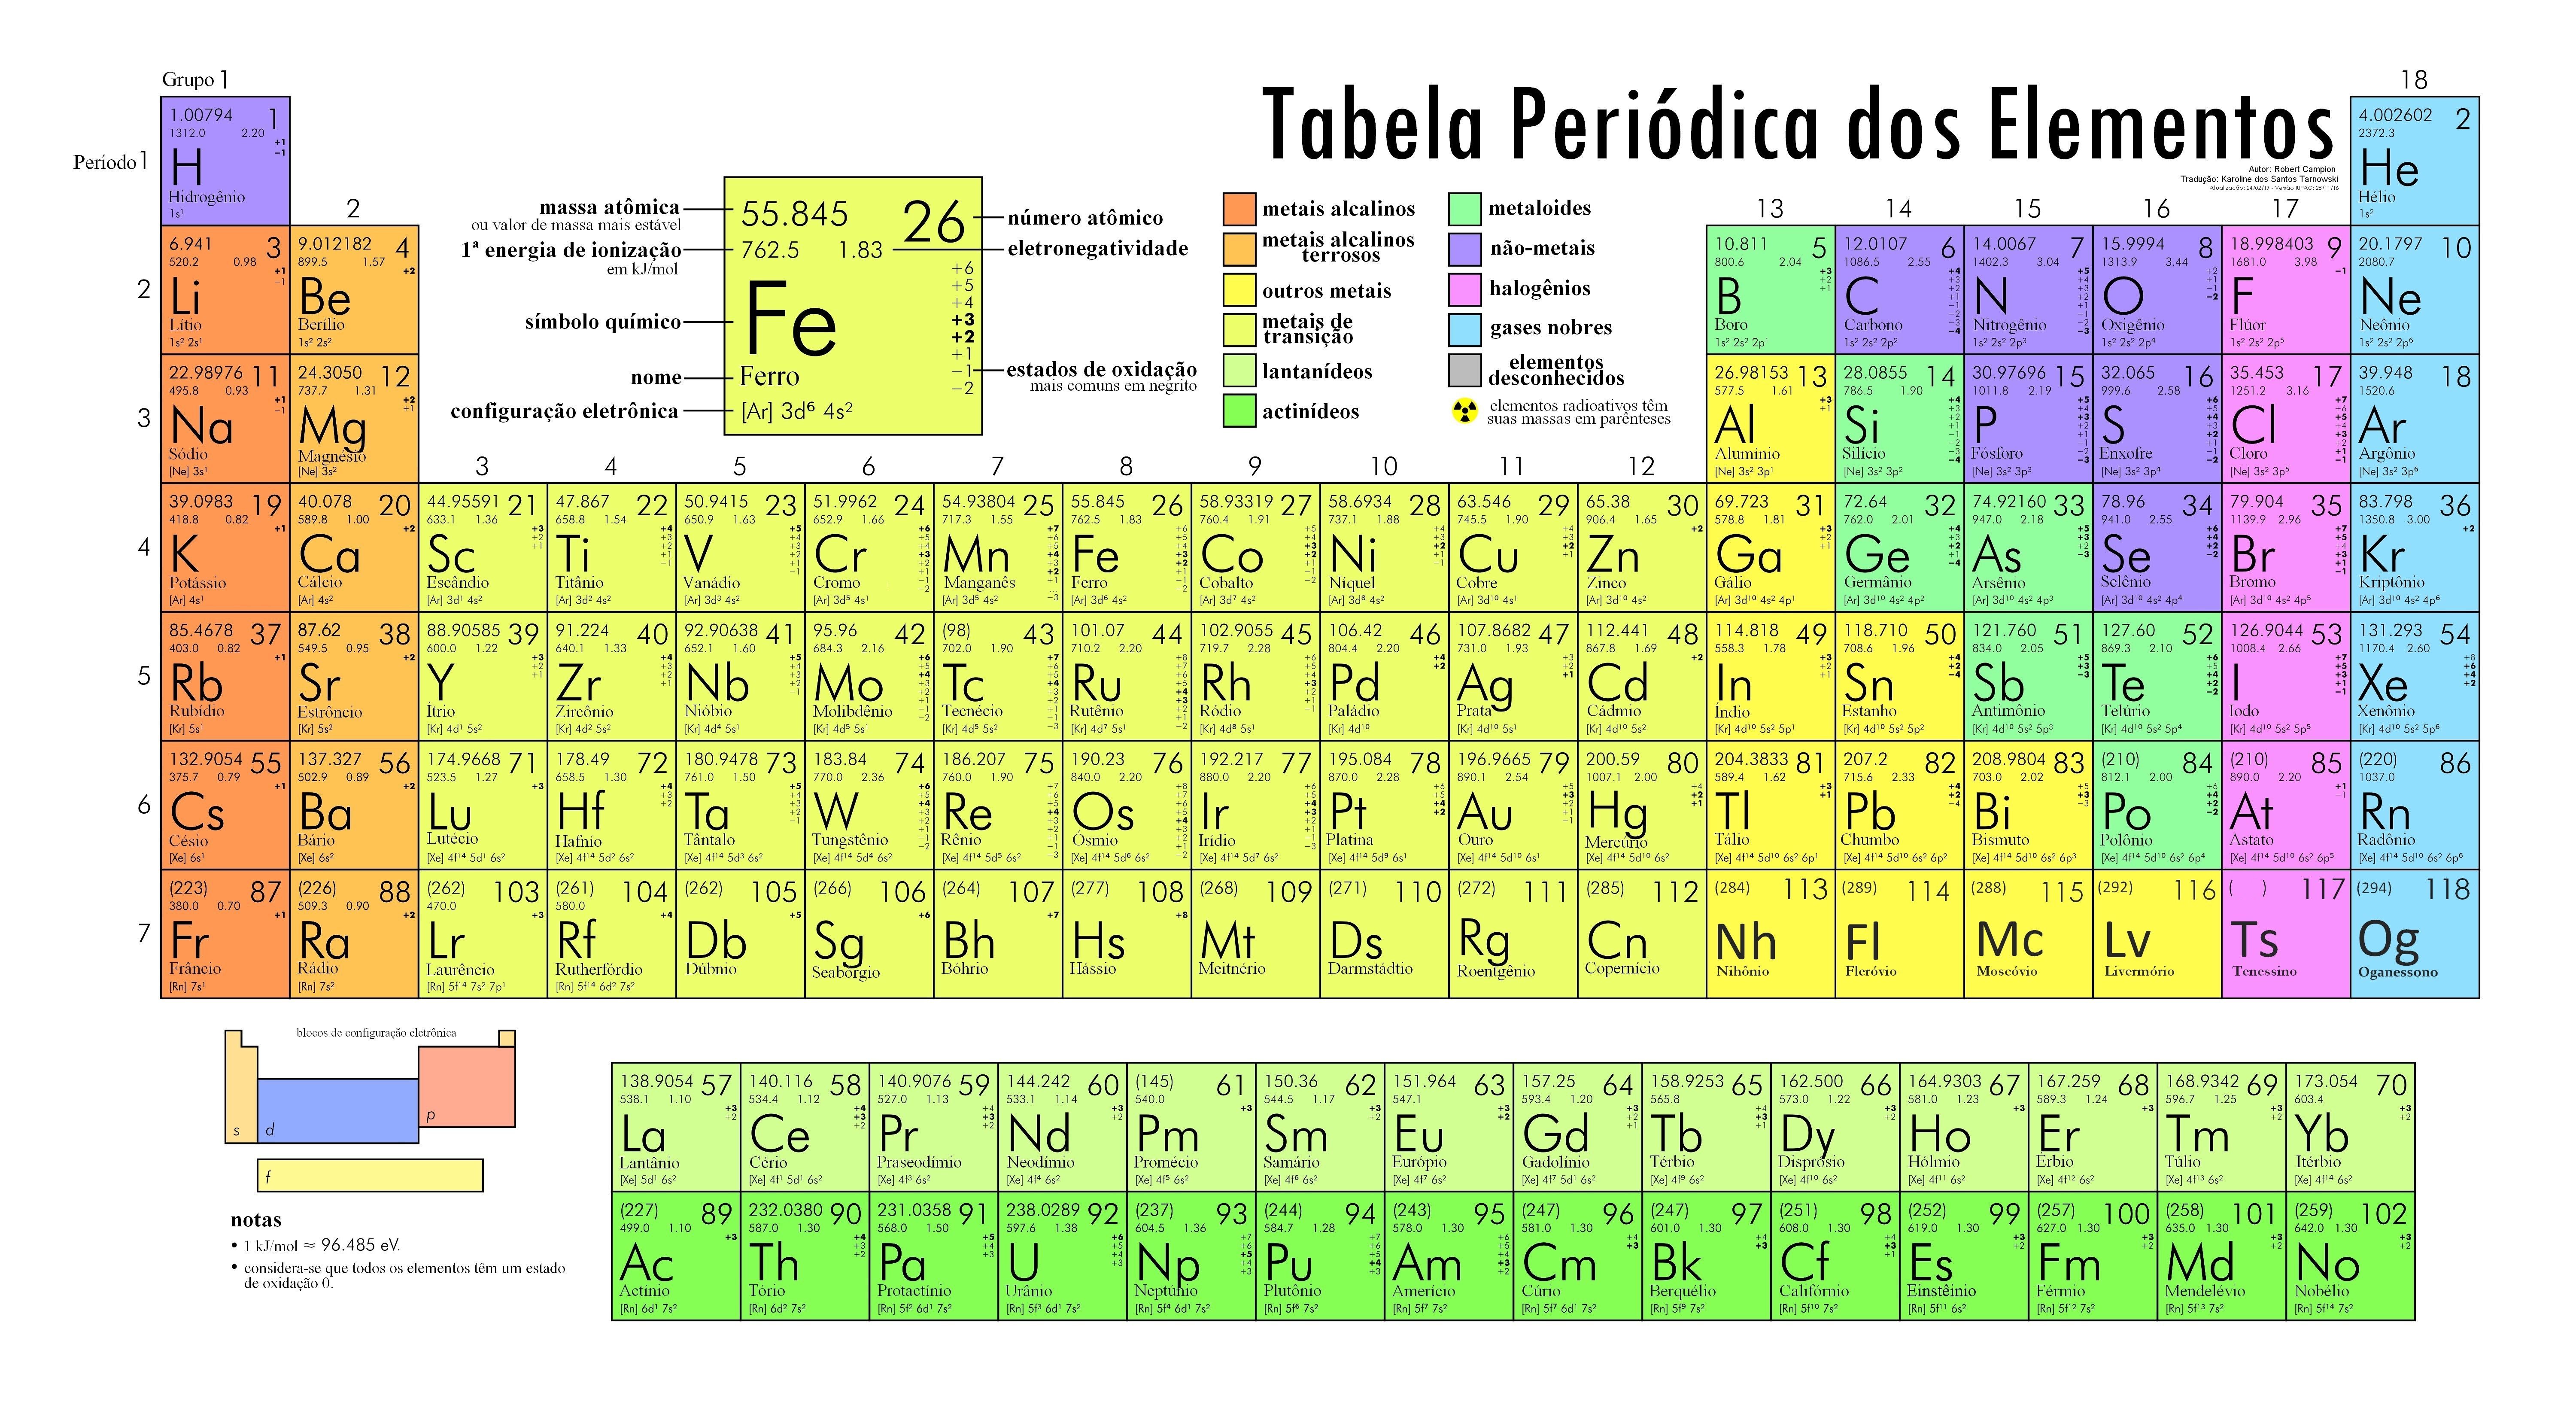 Tabela Periódica dos Elementos
Autor: Robert Campion
Tradução: Karoline dos Santos Tarnowski
Atualização: 24/02/17 - Versão IUPAC: 28/11/16
Grupo 1
18
Período 1
1.00794 1
1312.0 2.20
+1
−1
H
Hidrogênio
1s¹
4.002602 2
2372.3
He
Hélio
1s²
massa atômica
ou valor de massa mais estável
1ª energia de ionização
em kJ/mol
símbolo químico
nome
configuração eletrônica
55.845 26
762.5 1.83
Fe
+6
+5
+4
+3
+2
+1
−1
−2
Ferro
[Ar] 3d⁶ 4s²
número atômico
eletronegatividade
estados de oxidação
mais comuns em negrito
metais alcalinos
metais alcalinos
terrosos
outros metais
metais de
transição
lantanídeos
actinídeos
metaloides
não-metais
halogênios
gases nobres
elementos
desconhecidos
elementos radioativos têm
suas massas em parênteses
2
13 14 15 16 17
2
6.941 3
520.2 0.98
Li
Lítio
1s² 2s¹
9.012182 4
899.5 1.57
Be
Berílio
1s² 2s²
10.811 5
800.6 2.04
B
Boro
1s² 2s² 2p¹
12.0107 6
1086.5 2.55
C
Carbono
1s² 2s² 2p²
14.0067 7
1402.3 3.04
N
Nitrogênio
1s² 2s² 2p³
15.9994 8
1313.9 3.44
O
Oxigênio
1s² 2s² 2p⁴
18.998403 9
1681.0 3.98
F
Flúor
1s² 2s² 2p⁵
20.1797 10
2080.7
Ne
Neônio
1s² 2s² 2p⁶
3
22.98976 11
495.8 0.93
Na
Sódio
[Ne] 3s¹
24.3050 12
737.7 1.31
Mg
Magnésio
[Ne] 3s²
26.98153 13
577.5 1.61
Al
Alumínio
[Ne] 3s² 3p¹
28.0855 14
786.5 1.90
Si
Silício
[Ne] 3s² 3p²
30.97696 15
1011.8 2.19
P
Fósforo
[Ne] 3s² 3p³
32.065 16
999.6 2.58
S
Enxofre
[Ne] 3s² 3p⁴
35.453 17
1251.2 3.16
Cl
Cloro
[Ne] 3s² 3p⁵
39.948 18
1520.6
Ar
Argônio
[Ne] 3s² 3p⁶
3 4 5 6 7 8 9 10 11 12
4
39.0983 19
418.8 0.82
K
Potássio
[Ar] 4s¹
40.078 20
589.8 1.00
Ca
Cálcio
[Ar] 4s²
44.95591 21
633.1 1.36
Sc
Escândio
[Ar] 3d¹ 4s²
47.867 22
658.8 1.54
Ti
Titânio
[Ar] 3d² 4s²
50.9415 23
650.9 1.63
V
Vanádio
[Ar] 3d³ 4s²
51.9962 24
652.9 1.66
Cr
Cromo
[Ar] 3d⁵ 4s¹
54.93804 25
717.3 1.55
Mn
Manganês
[Ar] 3d⁵ 4s²
55.845 26
762.5 1.83
Fe
Ferro
[Ar] 3d⁶ 4s²
58.93319 27
760.4 1.91
Co
Cobalto
[Ar] 3d⁷ 4s²
58.6934 28
737.1 1.88
Ni
Níquel
[Ar] 3d⁸ 4s²
63.546 29
745.5 1.90
Cu
Cobre
[Ar] 3d¹⁰ 4s¹
65.38 30
906.4 1.65
Zn
Zinco
[Ar] 3d¹⁰ 4s²
69.723 31
578.8 1.81
Ga
Gálio
[Ar] 3d¹⁰ 4s² 4p¹
72.64 32
762.0 2.01
Ge
Germânio
[Ar] 3d¹⁰ 4s² 4p²
74.92160 33
947.0 2.18
As
Arsênio
[Ar] 3d¹⁰ 4s² 4p³
78.96 34
941.0 2.55
Se
Selênio
[Ar] 3d¹⁰ 4s² 4p⁴
79.904 35
1139.9 2.96
Br
Bromo
[Ar] 3d¹⁰ 4s² 4p⁵
83.798 36
1350.8 3.00
Kr
Kriptônio
[Ar] 3d¹⁰ 4s² 4p⁶
5
85.4678 37
403.0 0.82
Rb
Rubídio
[Kr] 5s¹
87.62 38
549.5 0.95
Sr
Estrôncio
[Kr] 5s²
88.90585 39
600.0 1.22
Y
Ítrio
[Kr] 4d¹ 5s²
91.224 40
640.1 1.33
Zr
Zircônio
[Kr] 4d² 5s²
92.90638 41
652.1 1.60
Nb
Nióbio
[Kr] 4d⁴ 5s¹
95.96 42
684.3 2.16
Mo
Molibdênio
[Kr] 4d⁵ 5s¹
(98) 43
702.0 1.90
Tc
Tecnécio
[Kr] 4d⁵ 5s²
101.07 44
710.2 2.20
Ru
Rutênio
[Kr] 4d⁷ 5s¹
102.9055 45
719.7 2.28
Rh
Ródio
[Kr] 4d⁸ 5s¹
106.42 46
804.4 2.20
Pd
Paládio
[Kr] 4d¹⁰
107.8682 47
731.0 1.93
Ag
Prata
[Kr] 4d¹⁰ 5s¹
112.441 48
867.8 1.69
Cd
Cádmio
[Kr] 4d¹⁰ 5s²
114.818 49
558.3 1.78
In
Índio
[Kr] 4d¹⁰ 5s² 5p¹
118.710 50
708.6 1.96
Sn
Estanho
[Kr] 4d¹⁰ 5s² 5p²
121.760 51
834.0 2.05
Sb
Antimônio
[Kr] 4d¹⁰ 5s² 5p³
127.60 52
869.3 2.10
Te
Telúrio
[Kr] 4d¹⁰ 5s² 5p⁴
126.9044 53
1008.4 2.66
I
Iodo
[Kr] 4d¹⁰ 5s² 5p⁵
131.293 54
1170.4 2.60
Xe
Xenônio
[Kr] 4d¹⁰ 5s² 5p⁶
6
132.9054 55
375.7 0.79
Cs
Césio
[Xe] 6s¹
137.327 56
502.9 0.89
Ba
Bário
[Xe] 6s²
174.9668 71
523.5 1.27
Lu
Lutécio
[Xe] 4f¹⁴ 5d¹ 6s²
178.49 72
658.5 1.30
Hf
Hafnío
[Xe] 4f¹⁴ 5d² 6s²
180.9478 73
761.0 1.50
Ta
Tântalo
[Xe] 4f¹⁴ 5d³ 6s²
183.84 74
770.0 2.36
W
Tungstênio
[Xe] 4f¹⁴ 5d⁴ 6s²
186.207 75
760.0 1.90
Re
Rênio
[Xe] 4f¹⁴ 5d⁵ 6s²
190.23 76
840.0 2.20
Os
Ósmio
[Xe] 4f¹⁴ 5d⁶ 6s²
192.217 77
880.0 2.20
Ir
Irídio
[Xe] 4f¹⁴ 5d⁷ 6s²
195.084 78
870.0 2.28
Pt
Platina
[Xe] 4f¹⁴ 5d⁹ 6s¹
196.9665 79
890.1 2.54
Au
Ouro
[Xe] 4f¹⁴ 5d¹⁰ 6s¹
200.59 80
1007.1 2.00
Hg
Mercúrio
[Xe] 4f¹⁴ 5d¹⁰ 6s²
204.3833 81
589.4 1.62
Tl
Tálio
[Xe] 4f¹⁴ 5d¹⁰ 6s² 6p¹
207.2 82
715.6 2.33
Pb
Chumbo
[Xe] 4f¹⁴ 5d¹⁰ 6s² 6p²
208.9804 83
703.0 2.02
Bi
Bismuto
[Xe] 4f¹⁴ 5d¹⁰ 6s² 6p³
(210) 84
812.1 2.00
Po
Polônio
[Xe] 4f¹⁴ 5d¹⁰ 6s² 6p⁴
(210) 85
890.0 2.20
At
Astato
[Xe] 4f¹⁴ 5d¹⁰ 6s² 6p⁵
(220) 86
1037.0
Rn
Radônio
[Xe] 4f¹⁴ 5d¹⁰ 6s² 6p⁶
7
(223) 87
380.0 0.70
Fr
Frâncio
[Rn] 7s¹
(226) 88
509.3 0.90
Ra
Rádio
[Rn] 7s²
(262) 103
470.0
Lr
Laurêncio
[Rn] 5f¹⁴ 7s² 7p¹
(261) 104
580.0
Rf
Rutherfórdio
[Rn] 5f¹⁴ 6d² 7s²
(262) 105
Db
Dúbnio
(266) 106
Sg
Seabórgio
(264) 107
Bh
Bóhrio
(277) 108
Hs
Hássio
(268) 109
Mt
Meitnério
(271) 110
Ds
Darmstádtio
(272) 111
Rg
Roentgênio
(285) 112
Cn
Copernício
(284) 113
Nh
Nihônio
(289) 114
Fl
Fleróvio
(288) 115
Mc
Moscóvio
(292) 116
Lv
Livermório
( ) 117
Ts
Tenessino
(294) 118
Og
Oganessono
blocos de configuração eletrônica
s d p
f
notas
• 1 kJ/mol ≈ 96.485 eV.
• considera-se que todos os elementos têm um estado
de oxidação 0.
138.9054 57
538.1 1.10
La
Lantânio
[Xe] 5d¹ 6s²
140.116 58
534.4 1.12
Ce
Cério
[Xe] 4f¹ 5d¹ 6s²
140.9076 59
527.0 1.13
Pr
Praseodímio
[Xe] 4f³ 6s²
144.242 60
533.1 1.14
Nd
Neodímio
[Xe] 4f⁴ 6s²
(145) 61
540.0
Pm
Promécio
[Xe] 4f⁵ 6s²
150.36 62
544.5 1.17
Sm
Samário
[Xe] 4f⁶ 6s²
151.964 63
547.1
Eu
Európio
[Xe] 4f⁷ 6s²
157.25 64
593.4 1.20
Gd
Gadolínio
[Xe] 4f⁷ 5d¹ 6s²
158.9253 65
565.8
Tb
Térbio
[Xe] 4f⁹ 6s²
162.500 66
573.0 1.22
Dy
Disprósio
[Xe] 4f¹⁰ 6s²
164.9303 67
581.0 1.23
Ho
Hólmio
[Xe] 4f¹¹ 6s²
167.259 68
589.3 1.24
Er
Érbio
[Xe] 4f¹² 6s²
168.9342 69
596.7 1.25
Tm
Túlio
[Xe] 4f¹³ 6s²
173.054 70
603.4
Yb
Itérbio
[Xe] 4f¹⁴ 6s²
(227) 89
499.0 1.10
Ac
Actínio
[Rn] 6d¹ 7s²
232.0380 90
587.0 1.30
Th
Tório
[Rn] 6d² 7s²
231.0358 91
568.0 1.50
Pa
Protactínio
[Rn] 5f² 6d¹ 7s²
238.0289 92
597.6 1.38
U
Urânio
[Rn] 5f³ 6d¹ 7s²
(237) 93
604.5 1.36
Np
Neptúnio
[Rn] 5f⁴ 6d¹ 7s²
(244) 94
584.7 1.28
Pu
Plutônio
[Rn] 5f⁶ 7s²
(243) 95
578.0 1.30
Am
Amerício
[Rn] 5f⁷ 7s²
(247) 96
581.0 1.30
Cm
Cúrio
[Rn] 5f⁷ 6d¹ 7s²
(247) 97
601.0 1.30
Bk
Berquélio
[Rn] 5f⁹ 7s²
(251) 98
608.0 1.30
Cf
Califórnio
[Rn] 5f¹⁰ 7s²
(252) 99
619.0 1.30
Es
Einstêinio
[Rn] 5f¹¹ 6s²
(257) 100
627.0 1.30
Fm
Férmio
[Rn] 5f¹² 7s²
(258) 101
635.0 1.30
Md
Mendelévio
[Rn] 5f¹³ 7s²
(259) 102
642.0 1.30
No
Nobélio
[Rn] 5f¹⁴ 7s²